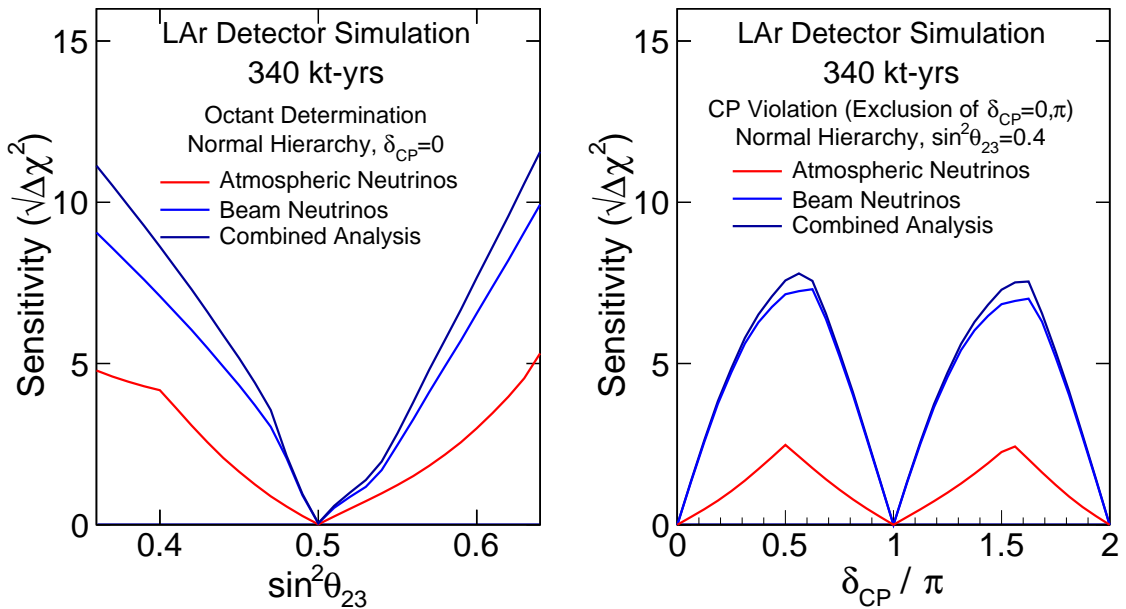 LAr Detector Simulation
340 kt-yrs
Octant Determination
Normal Hierarchy, δCP=0
Atmospheric Neutrinos
Beam Neutrinos
Combined Analysis
Sensitivity (√Δχ²)
15
10
5
0
0.4 0.5 0.6
sin²θ23
LAr Detector Simulation
340 kt-yrs
CP Violation (Exclusion of δCP=0,π)
Normal Hierarchy, sin²θ23=0.4
Atmospheric Neutrinos
Beam Neutrinos
Combined Analysis
Sensitivity (√Δχ²)
15
10
5
0
0 0.5 1 1.5 2
δCP / π